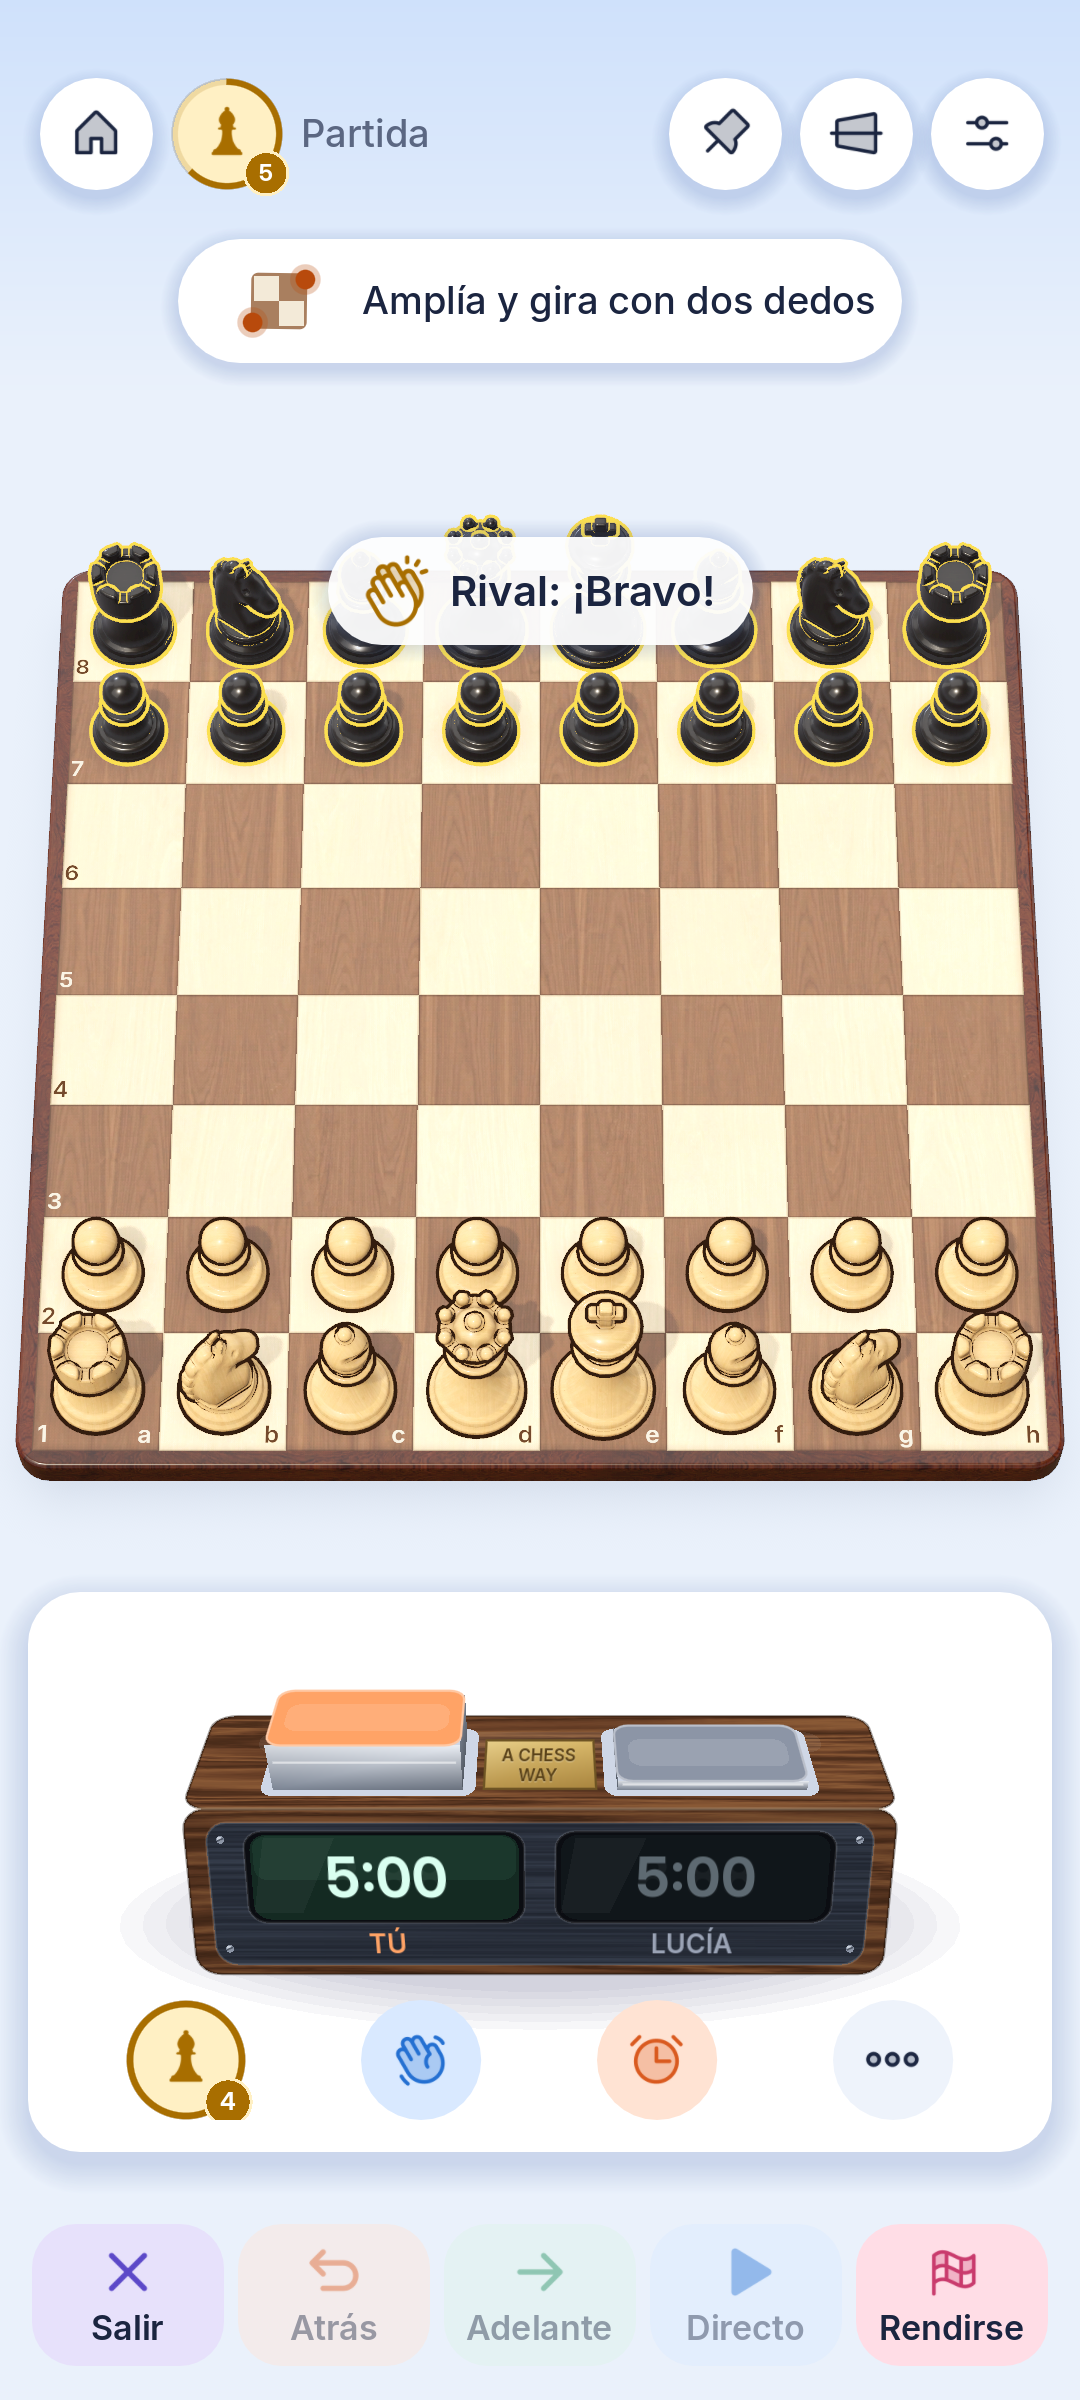 Partida
5
Amplía y gira con dos dedos
Rival: ¡Bravo!
8
7
6
5
4
3
2
1 a b c d e f g h
A CHESS
WAY
5:00 5:00
TÚ LUCÍA
4
Salir Atrás Adelante Directo Rendirse